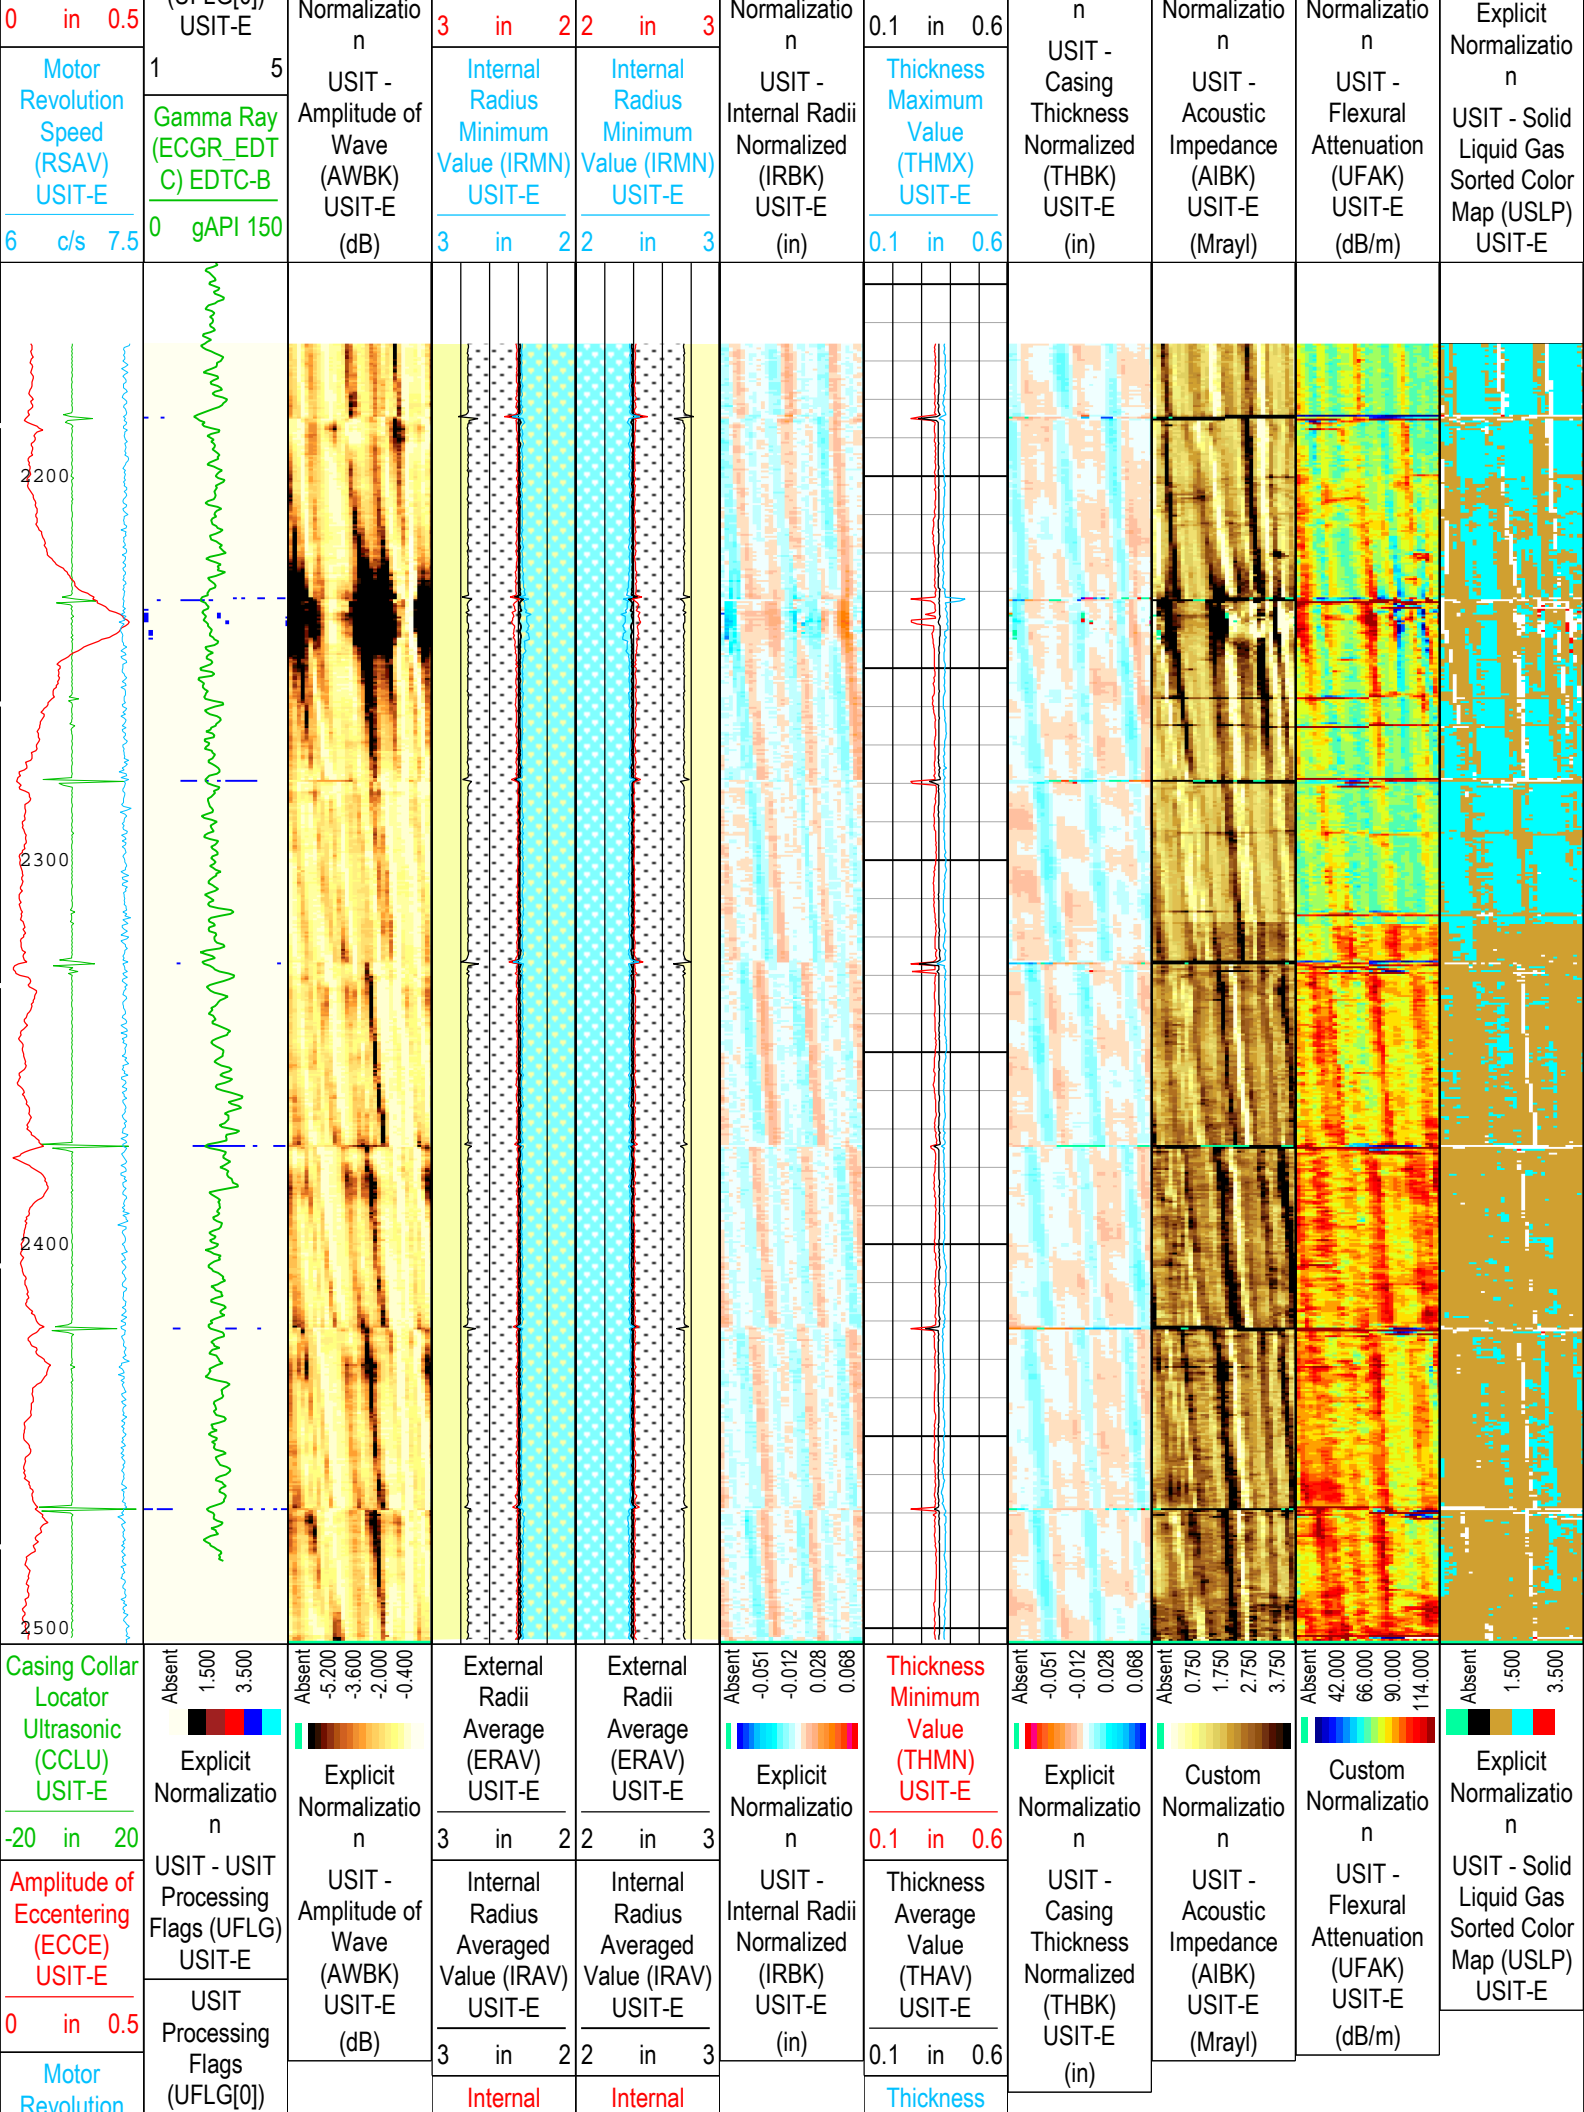 0 in 0.5
Motor
Revolution
Speed
(RSAV)
USIT-E
6 c/s 7.5
(UFLG[0])
USIT-E
1 5
Gamma Ray
(ECGR_EDT
C) EDTC-B
0 gAPI 150
Normalizatio
n
USIT -
Amplitude of
Wave
(AWBK)
USIT-E
(dB)
3 in 2
Internal
Radius
Minimum
Value (IRMN)
USIT-E
3 in 2
2 in 3
Internal
Radius
Minimum
Value (IRMN)
USIT-E
2 in 3
Normalizatio
n
USIT -
Internal Radii
Normalized
(IRBK)
USIT-E
(in)
0.1 in 0.6
Thickness
Maximum
Value
(THMX)
USIT-E
0.1 in 0.6
n
USIT -
Casing
Thickness
Normalized
(THBK)
USIT-E
(in)
Normalizatio
n
USIT -
Acoustic
Impedance
(AIBK)
USIT-E
(Mrayl)
Normalizatio
n
USIT -
Flexural
Attenuation
(UFAK)
USIT-E
(dB/m)
Explicit
Normalizatio
n
USIT - Solid
Liquid Gas
Sorted Color
Map (USLP)
USIT-E
2200
2300
2400
2500
Casing Collar
Locator
Ultrasonic
(CCLU)
USIT-E
-20 in 20
Amplitude of
Eccentering
(ECCE)
USIT-E
0 in 0.5
Motor
Revolution
Absent 1.500 3.500
Explicit
Normalizatio
n
USIT - USIT
Processing
Flags (UFLG)
USIT-E
USIT
Processing
Flags
(UFLG[0])
Absent -5.200 -3.600 -2.000 -0.400
Explicit
Normalizatio
n
USIT -
Amplitude of
Wave
(AWBK)
USIT-E
(dB)
External
Radii
Average
(ERAV)
USIT-E
3 in 2
Internal
Radius
Averaged
Value (IRAV)
USIT-E
3 in 2
Internal
External
Radii
Average
(ERAV)
USIT-E
2 in 3
Internal
Radius
Averaged
Value (IRAV)
USIT-E
2 in 3
Internal
Absent -0.051 -0.012 0.028 0.068
Explicit
Normalizatio
n
USIT -
Internal Radii
Normalized
(IRBK)
USIT-E
(in)
Thickness
Minimum
Value
(THMN)
USIT-E
0.1 in 0.6
Thickness
Average
Value
(THAV)
USIT-E
0.1 in 0.6
Thickness
Absent -0.051 -0.012 0.028 0.068
Explicit
Normalizatio
n
USIT -
Casing
Thickness
Normalized
(THBK)
USIT-E
(in)
Absent 0.750 1.750 2.750 3.750
Custom
Normalizatio
n
USIT -
Acoustic
Impedance
(AIBK)
USIT-E
(Mrayl)
Absent 42.000 66.000 90.000 114.000
Custom
Normalizatio
n
USIT -
Flexural
Attenuation
(UFAK)
USIT-E
(dB/m)
Absent 1.500 3.500
Explicit
Normalizatio
n
USIT - Solid
Liquid Gas
Sorted Color
Map (USLP)
USIT-E